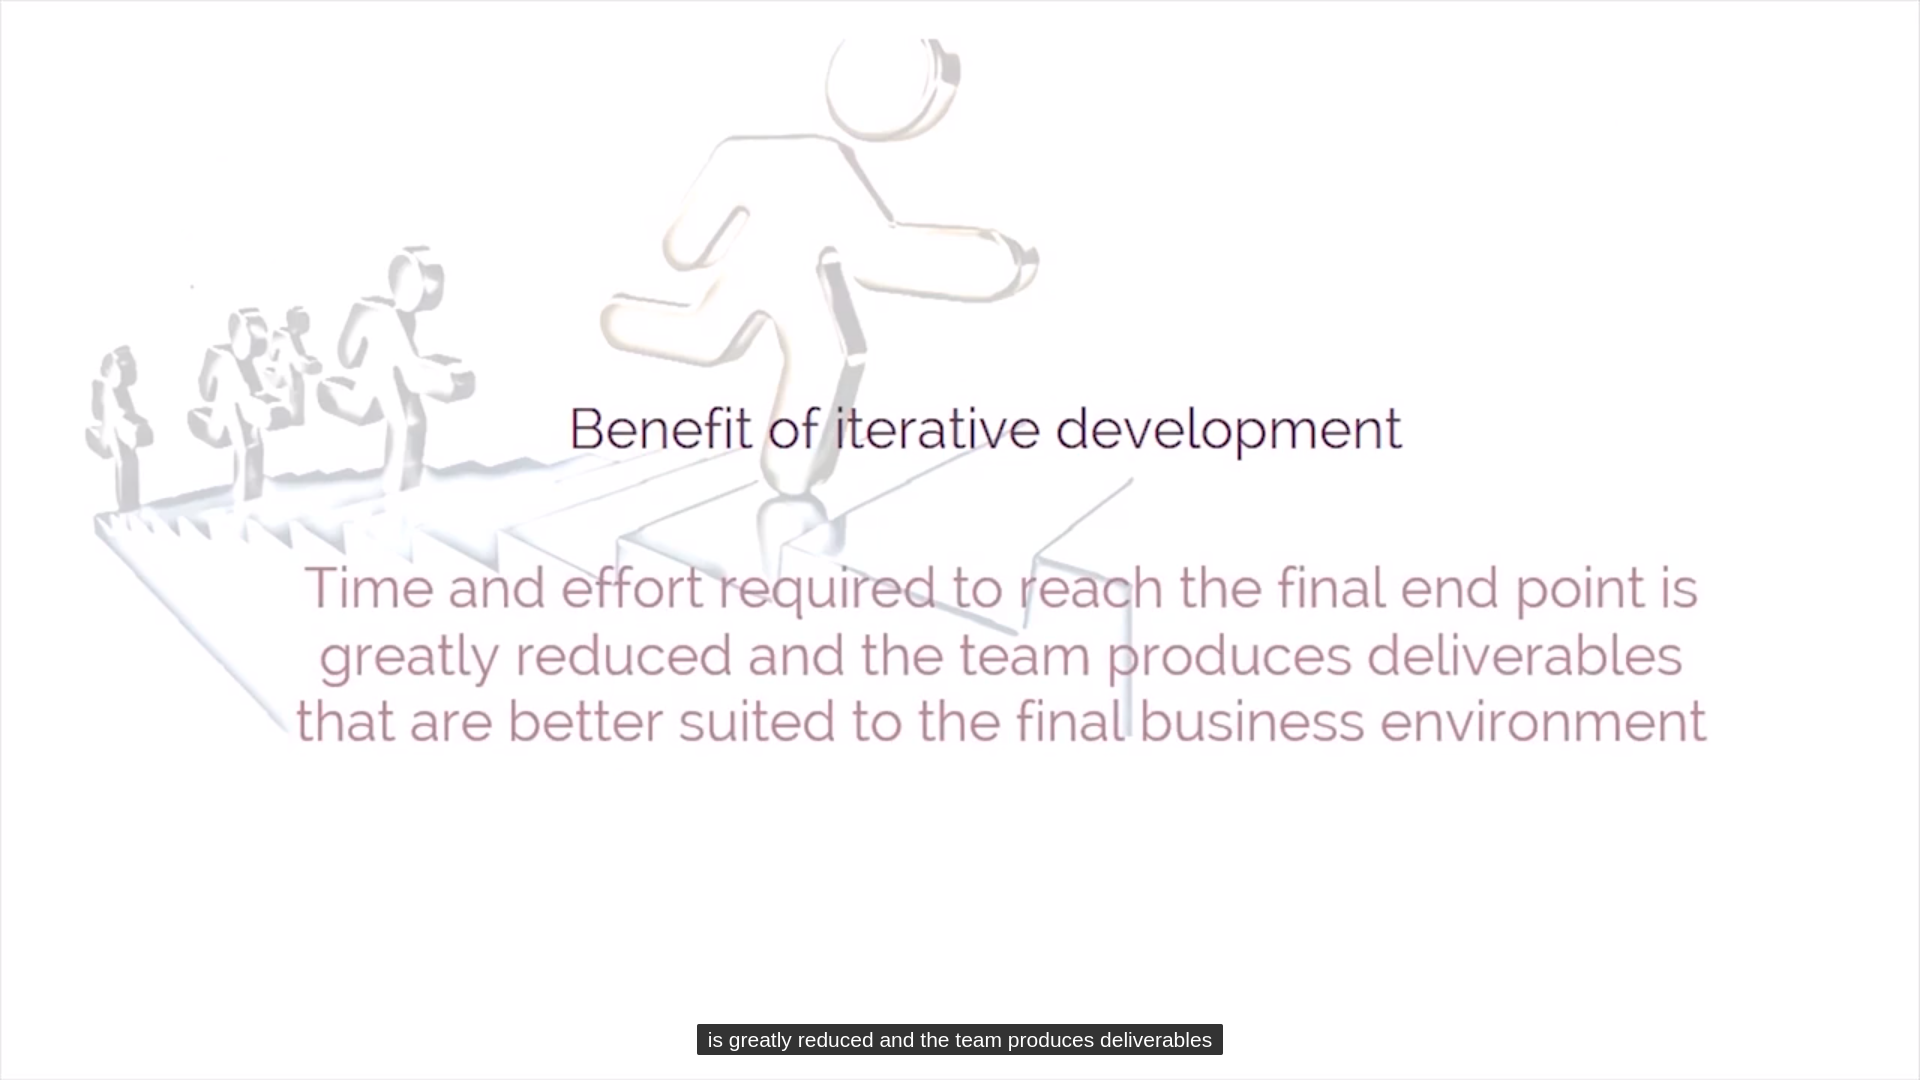 Benefit of iterative development
Time and effort required to reach the final end point is
greatly reduced and the team produces deliverables
that are better suited to the final business environment
is greatly reduced and the team produces deliverables